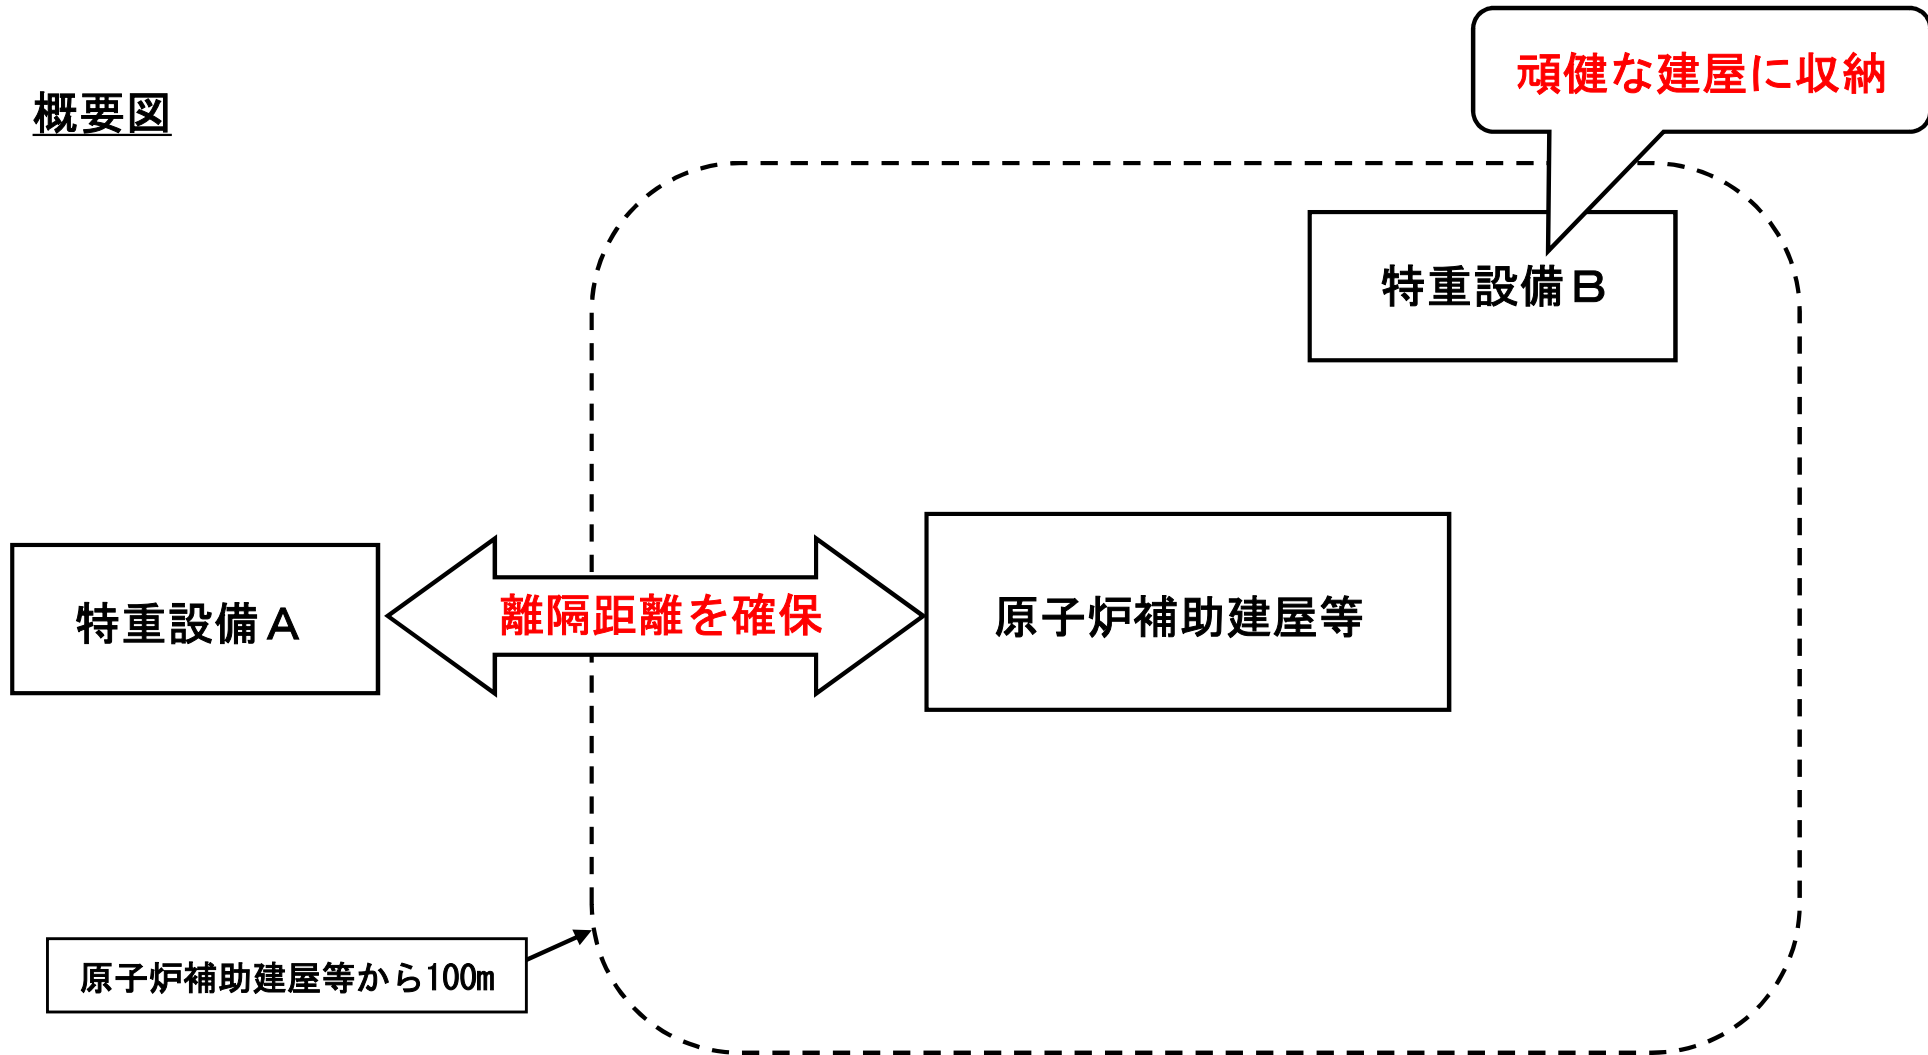 概要図
頑健な建屋に収納
特重設備B
特重設備A
離隔距離を確保
原子炉補助建屋等
原子炉補助建屋等から100m